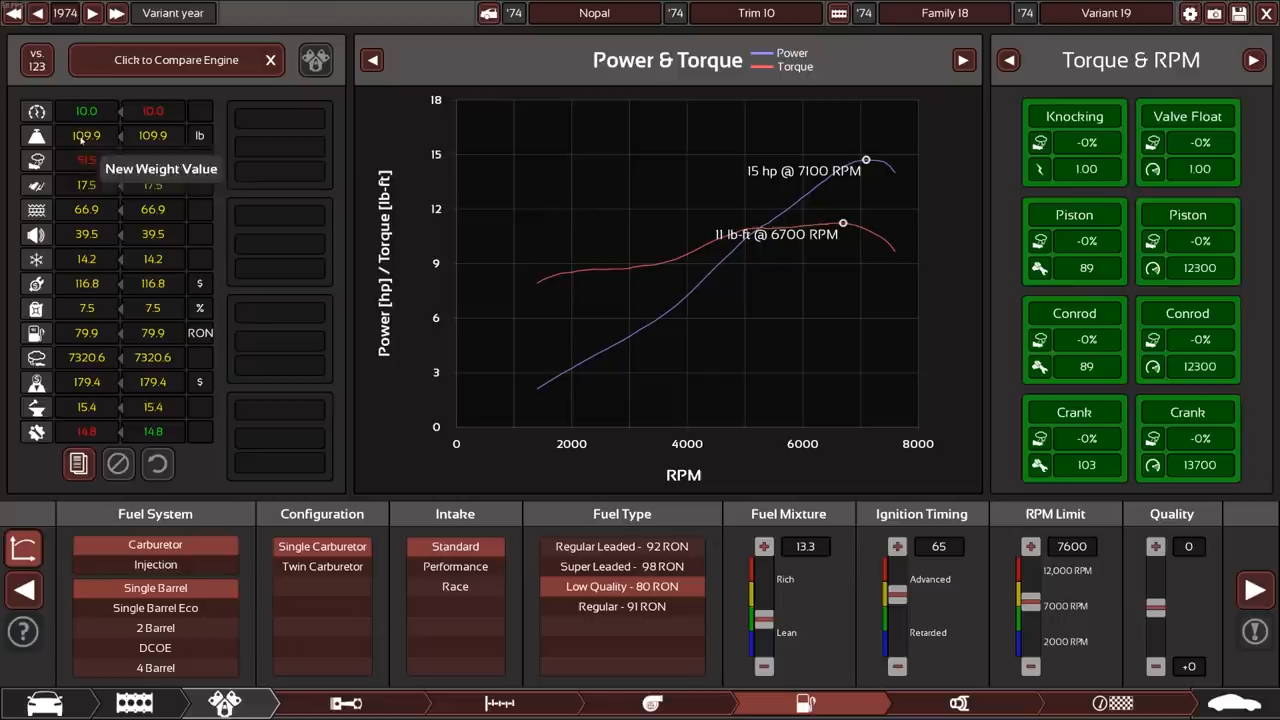 1974
Variant year
'74
Nopal
'74
Trim 10
'74
Family 18
'74
Variant 19
vs.
123
Click to Compare Engine
X
10.0 10.0
109.9 109.9 lb
51.5
New Weight Value
17.5 17.5
66.9 66.9
39.5 39.5
14.2 14.2
116.8 116.8 $
7.5 7.5 %
79.9 79.9 RON
7320.6 7320.6
179.4 179.4 $
15.4 15.4
14.8 14.8
Power & Torque
Power
Torque
18
15
12
9
6
3
0
Power [hp] / Torque [lb-ft]
15 hp @ 7100 RPM
11 lb-ft @ 6700 RPM
0 2000 4000 6000 8000
RPM
Torque & RPM
Knocking Valve Float
-0% -0%
1.00 1.00
Piston Piston
-0% -0%
89 12300
Conrod Conrod
-0% -0%
89 12300
Crank Crank
-0% -0%
103 13700
Fuel System
Carburetor
Injection
Single Barrel
Single Barrel Eco
2 Barrel
DCOE
4 Barrel
Configuration
Single Carburetor
Twin Carburetor
Intake
Standard
Performance
Race
Fuel Type
Regular Leaded - 92 RON
Super Leaded - 98 RON
Low Quality - 80 RON
Regular - 91 RON
Fuel Mixture
13.3
Rich
Lean
Ignition Timing
65
Advanced
Retarded
RPM Limit
7600
12,000 RPM
7000 RPM
2000 RPM
Quality
0
+0